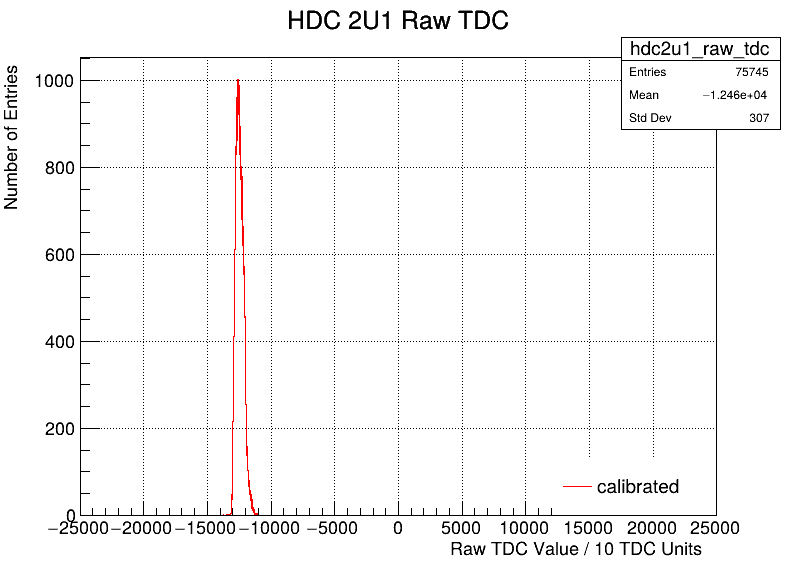 HDC 2U1 Raw TDC
hdc2u1_raw_tdc
Entries 75745
Mean −1.246e+04
Std Dev 307
Number of Entries
1000
800
600
400
200
0
−25000 −20000 −15000 −10000 −5000 0 5000 10000 15000 20000 25000
Raw TDC Value / 10 TDC Units
calibrated